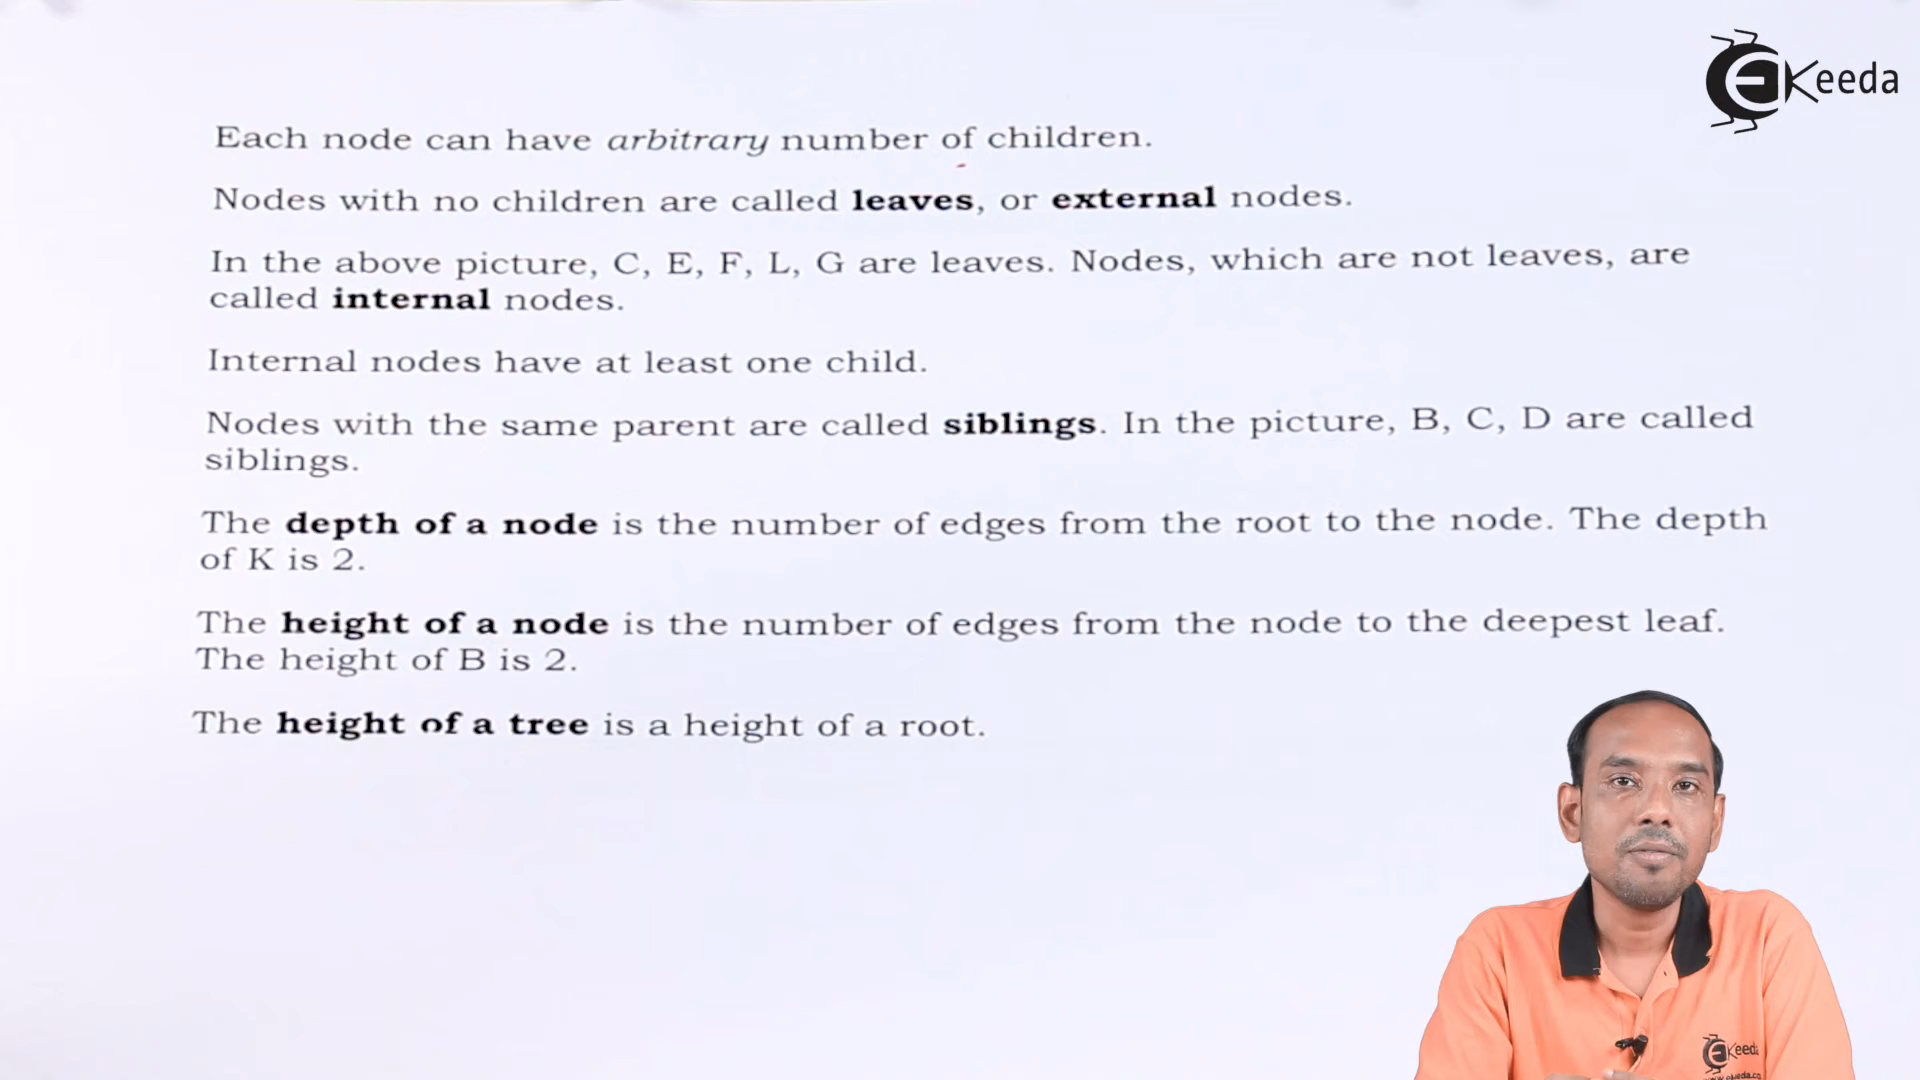 Keeda
Each node can have arbitrary number of children.
Nodes with no children are called leaves, or external nodes.
In the above picture, C, E, F, L, G are leaves. Nodes, which are not leaves, are
called internal nodes.
Internal nodes have at least one child.
Nodes with the same parent are called siblings. In the picture, B, C, D are called
siblings.
The depth of a node is the number of edges from the root to the node. The depth
of K is 2.
The height of a node is the number of edges from the node to the deepest leaf.
The height of B is 2.
The height of a tree is a height of a root.
Keeda